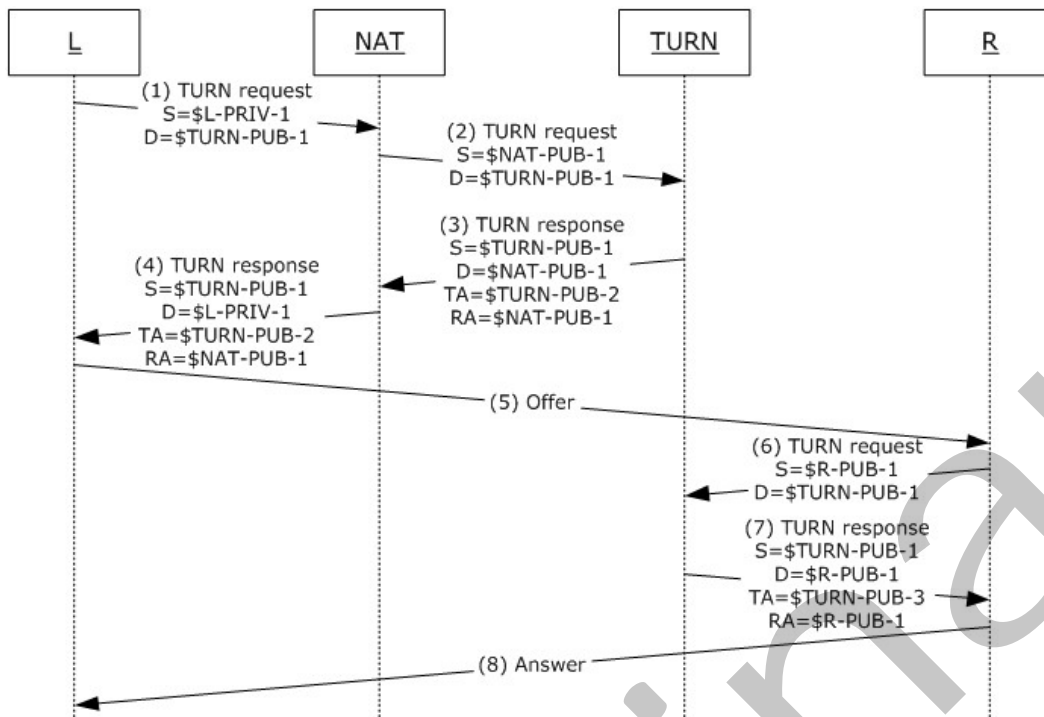 L
NAT
TURN
R
(1) TURN request
S=$L-PRIV-1
D=$TURN-PUB-1
(2) TURN request
S=$NAT-PUB-1
D=$TURN-PUB-1
(3) TURN response
S=$TURN-PUB-1
D=$NAT-PUB-1
TA=$TURN-PUB-2
RA=$NAT-PUB-1
(4) TURN response
S=$TURN-PUB-1
D=$L-PRIV-1
TA=$TURN-PUB-2
RA=$NAT-PUB-1
(5) Offer
(6) TURN request
S=$R-PUB-1
D=$TURN-PUB-1
(7) TURN response
S=$TURN-PUB-1
D=$R-PUB-1
TA=$TURN-PUB-3
RA=$R-PUB-1
(8) Answer